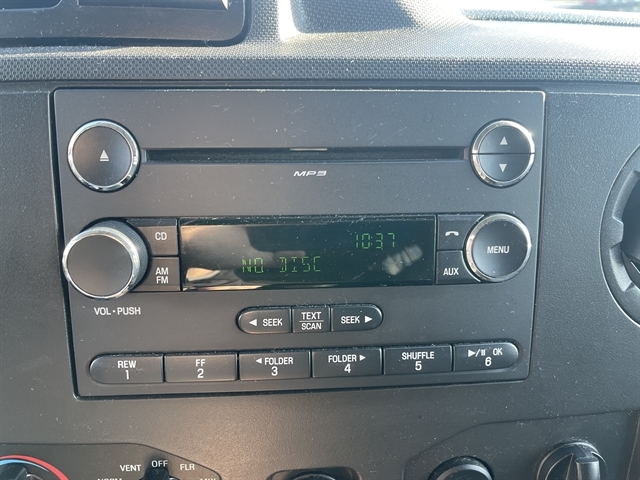 MP3
CD
10:37
MENU
AM
FM
NO DISC
AUX
VOL • PUSH
◄ SEEK
TEXT
SCAN
SEEK ►
REW
1
FF
2
◄ FOLDER
3
FOLDER ►
4
SHUFFLE
5
►/II OK
6
VENT
OFF
FLR